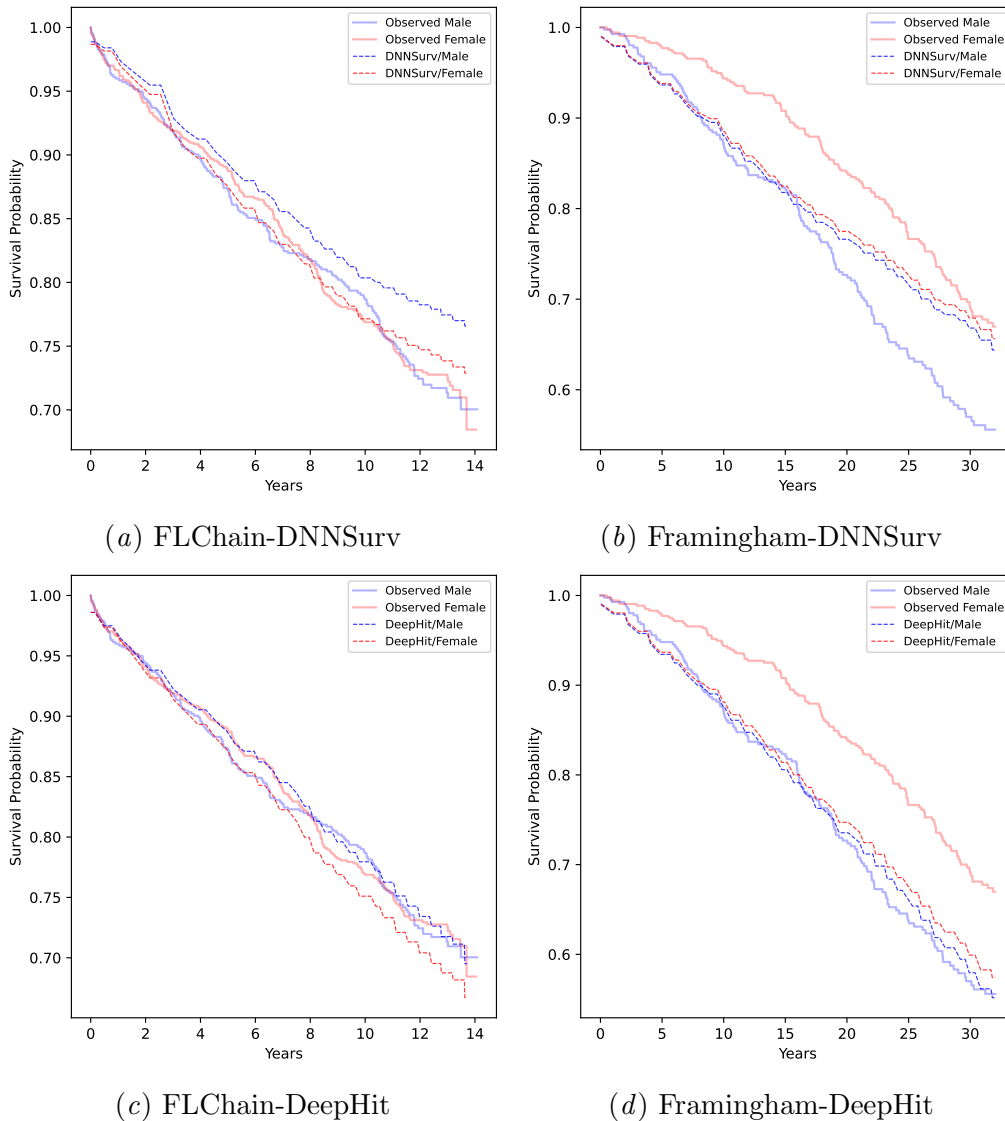 1.00
0.95
0.90
0.85
0.80
0.75
0.70
Survival Probability
0 2 4 6 8 10 12 14
Years
Observed Male
Observed Female
DNNSurv/Male
DNNSurv/Female
(a) FLChain-DNNSurv
1.0
0.9
0.8
0.7
0.6
Survival Probability
0 5 10 15 20 25 30
Years
Observed Male
Observed Female
DNNSurv/Male
DNNSurv/Female
(b) Framingham-DNNSurv
1.00
0.95
0.90
0.85
0.80
0.75
0.70
Survival Probability
0 2 4 6 8 10 12 14
Years
Observed Male
Observed Female
DeepHit/Male
DeepHit/Female
(c) FLChain-DeepHit
1.0
0.9
0.8
0.7
0.6
Survival Probability
0 5 10 15 20 25 30
Years
Observed Male
Observed Female
DeepHit/Male
DeepHit/Female
(d) Framingham-DeepHit